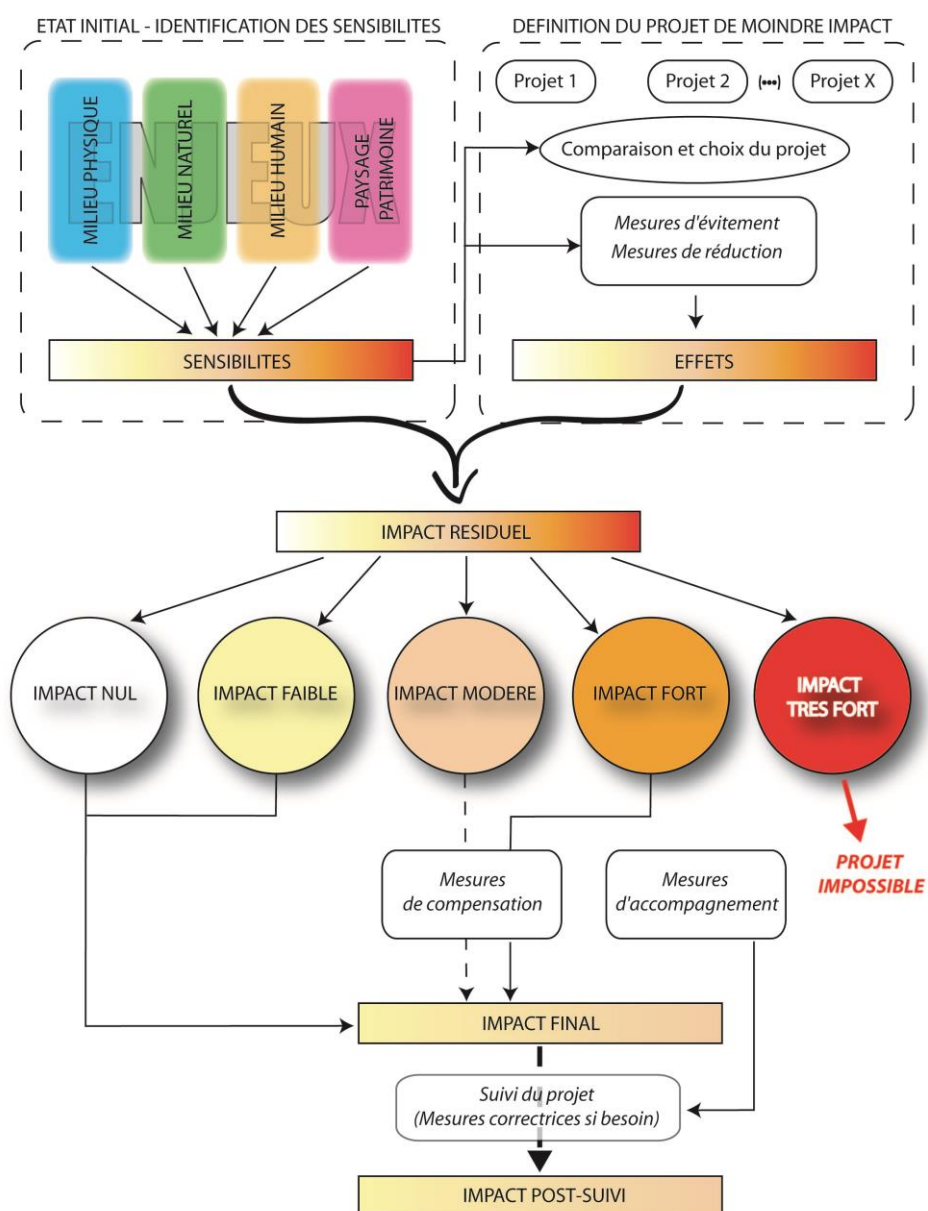 ETAT INITIAL - IDENTIFICATION DES SENSIBILITES
DEFINITION DU PROJET DE MOINDRE IMPACT
ENJEUX
MILIEU PHYSIQUE
MILIEU NATUREL
MILIEU HUMAIN
PAYSAGE
PATRIMOINE
SENSIBILITES
Projet 1
Projet 2
(•••)
Projet X
Comparaison et choix du projet
Mesures d'évitement
Mesures de réduction
EFFETS
IMPACT RESIDUEL
IMPACT NUL
IMPACT FAIBLE
IMPACT MODERE
IMPACT FORT
IMPACT
TRES FORT
PROJET
IMPOSSIBLE
Mesures
de compensation
Mesures
d'accompagnement
IMPACT FINAL
Suivi du projet
(Mesures correctrices si besoin)
IMPACT POST-SUIVI